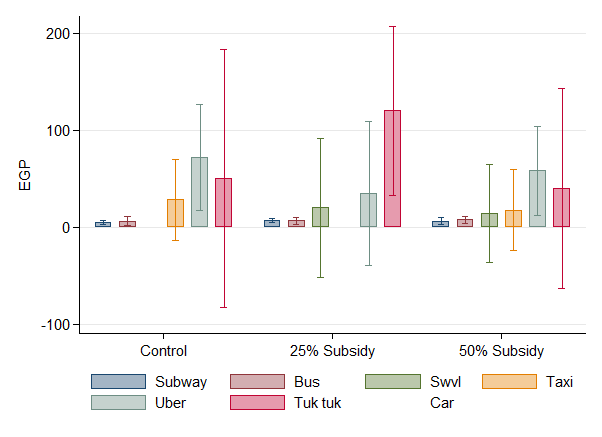 200
100
0
-100
EGP
Control 25% Subsidy 50% Subsidy
Subway Bus Swvl Taxi
Uber Tuk tuk Car